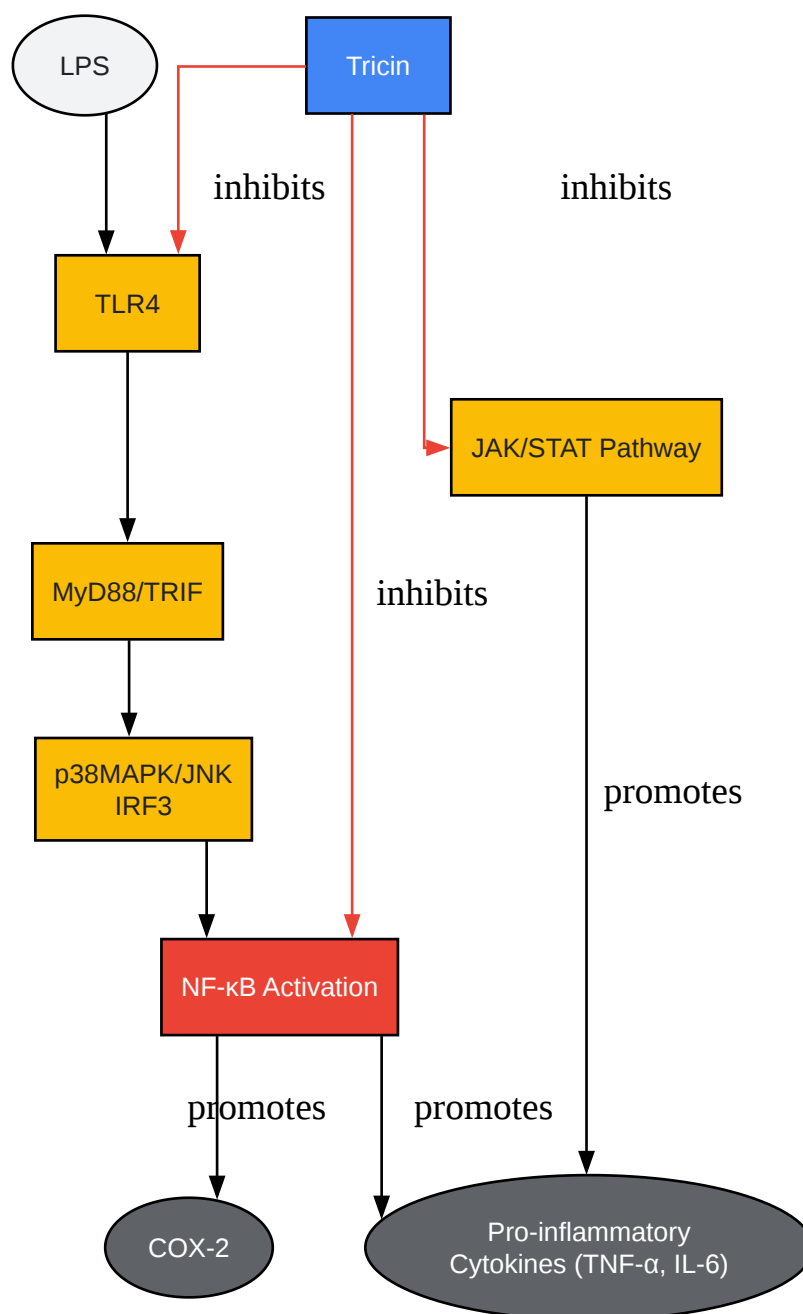 LPS
Tricin
inhibits
inhibits
TLR4
JAK/STAT Pathway
MyD88/TRIF
inhibits
p38MAPK/JNK
IRF3
promotes
NF-κB Activation
promotes
promotes
COX-2
Pro-inflammatory
Cytokines (TNF-α, IL-6)